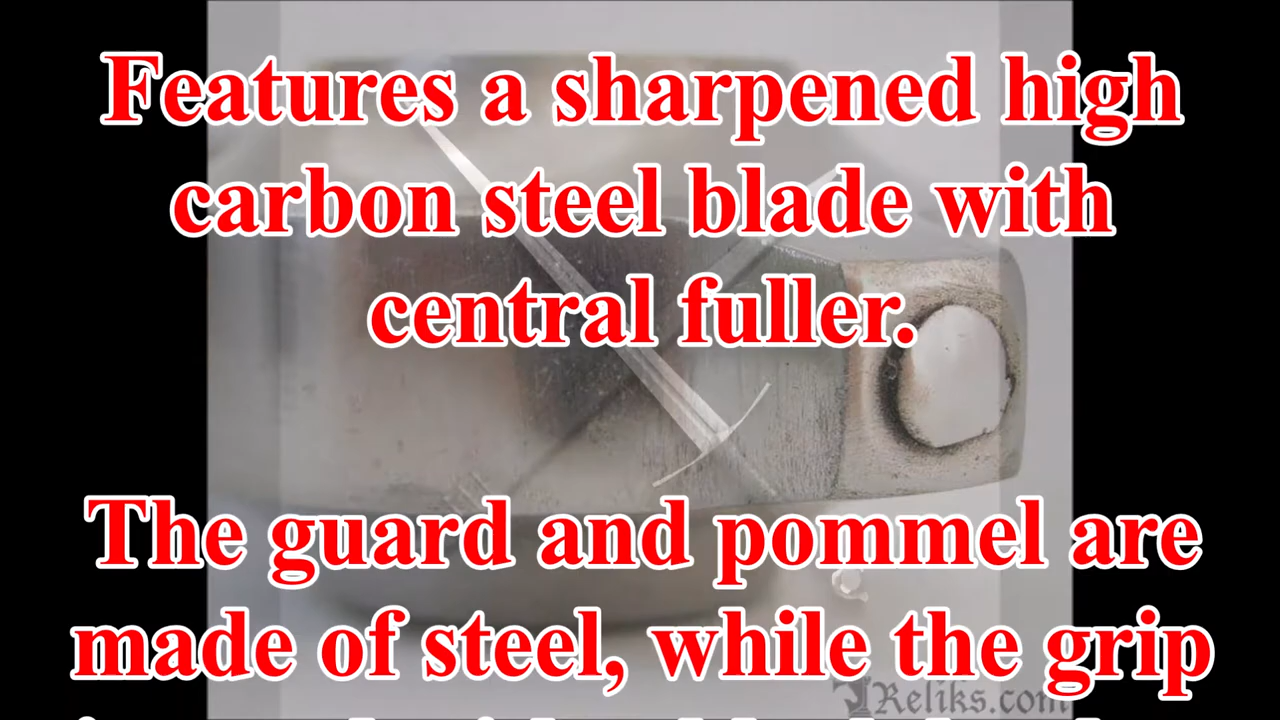 Features a sharpened high
carbon steel blade with
central fuller.
The guard and pommel are
made of steel, while the grip
Reliks.com